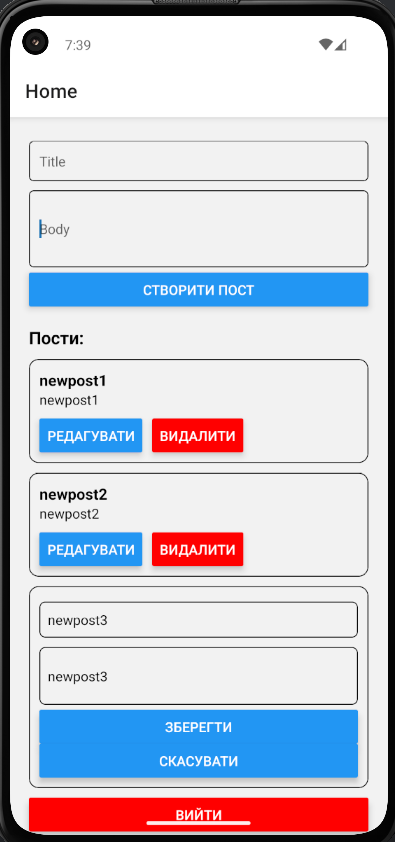 7:39
Home
Title
Body
СТВОРИТИ ПОСТ
Пости:
newpost1
newpost1
РЕДАГУВАТИ ВИДАЛИТИ
newpost2
newpost2
РЕДАГУВАТИ ВИДАЛИТИ
newpost3
newpost3
ЗБЕРЕГТИ
СКАСУВАТИ
ВИЙТИ